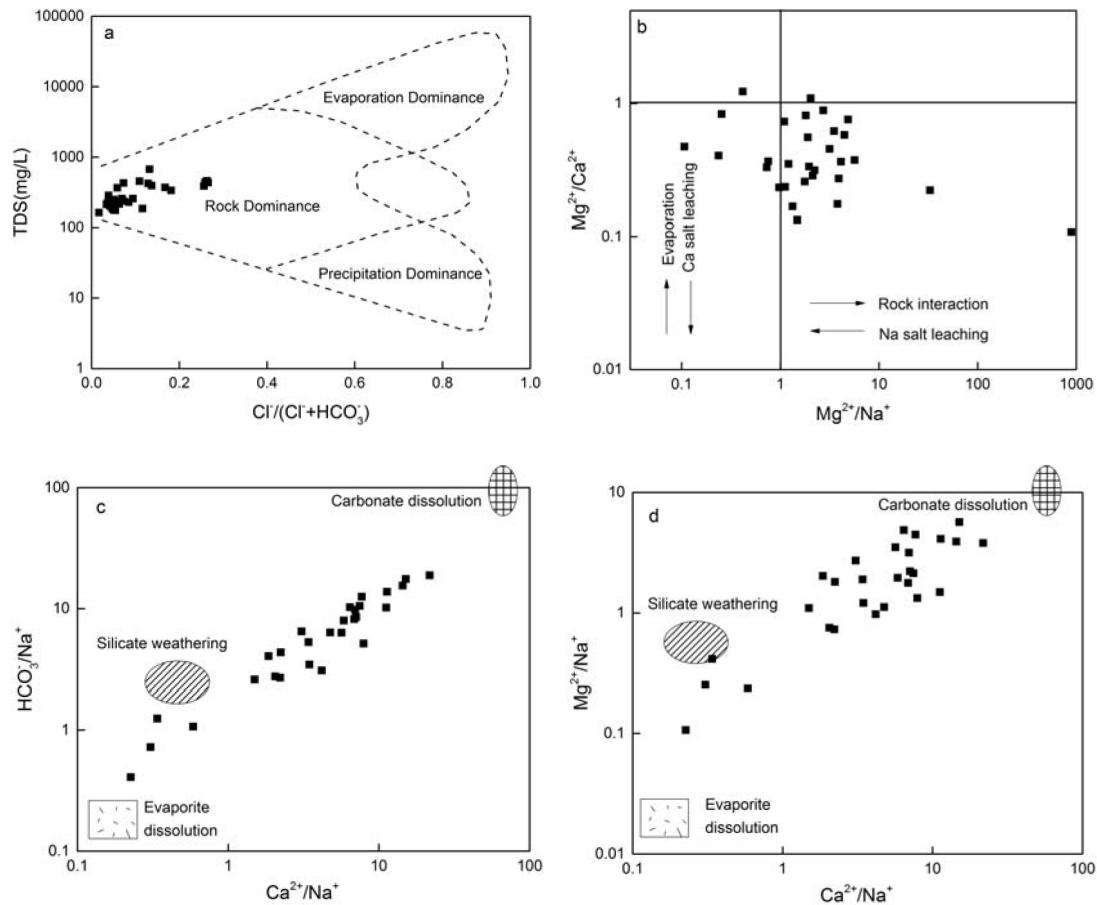 a
100000
10000
1000
100
10
1
TDS(mg/L)
Evaporation Dominance
Rock Dominance
Precipitation Dominance
0.0 0.2 0.4 0.6 0.8 1.0
Cl⁻/(Cl⁻+HCO₃⁻)
b
1
0.1
0.01
Mg²⁺/Ca²⁺
Evaporation
Ca salt leaching
Rock interaction
Na salt leaching
0.1 1 10 100 1000
Mg²⁺/Na⁺
c
100
10
1
0.1
HCO₃⁻/Na⁺
Carbonate dissolution
Silicate weathering
Evaporite
dissolution
0.1 1 10 100
Ca²⁺/Na⁺
d
10
1
0.1
0.01
Mg²⁺/Na⁺
Carbonate dissolution
Silicate weathering
Evaporite
dissolution
0.1 1 10 100
Ca²⁺/Na⁺